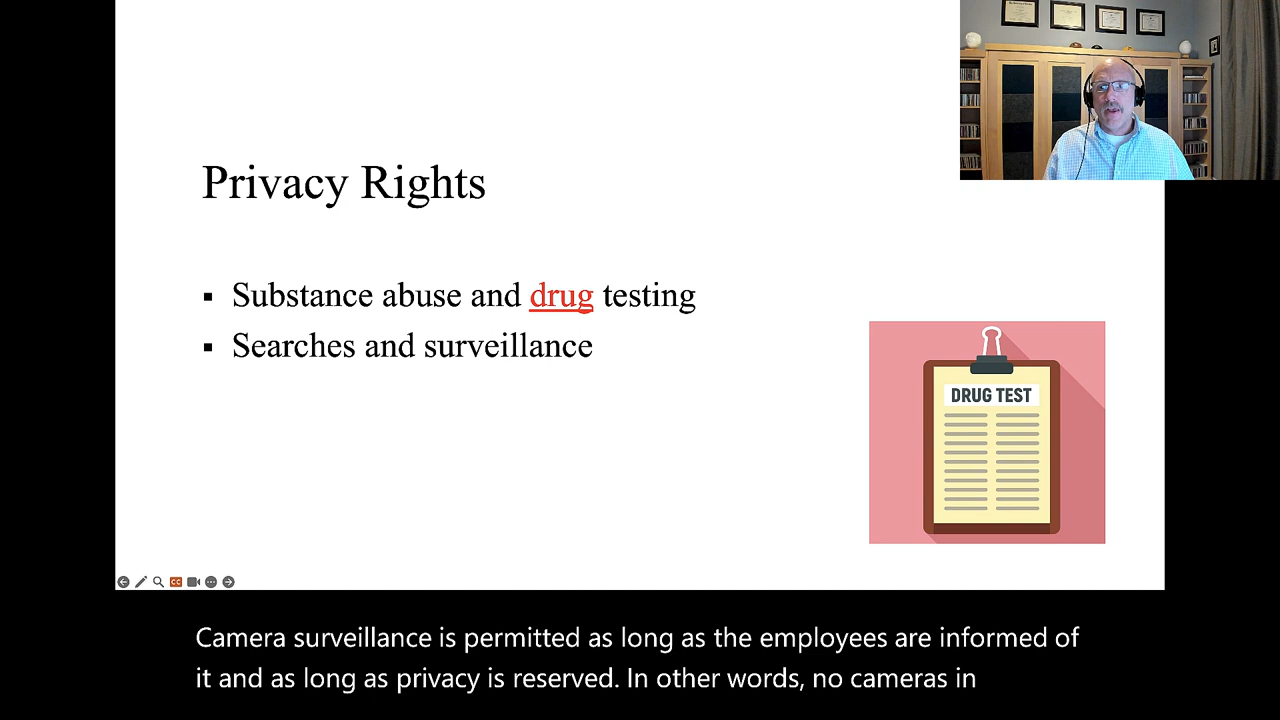 Privacy Rights
▪ Substance abuse and drug testing
▪ Searches and surveillance
DRUG TEST
CC
Camera surveillance is permitted as long as the employees are informed of
it and as long as privacy is reserved. In other words, no cameras in